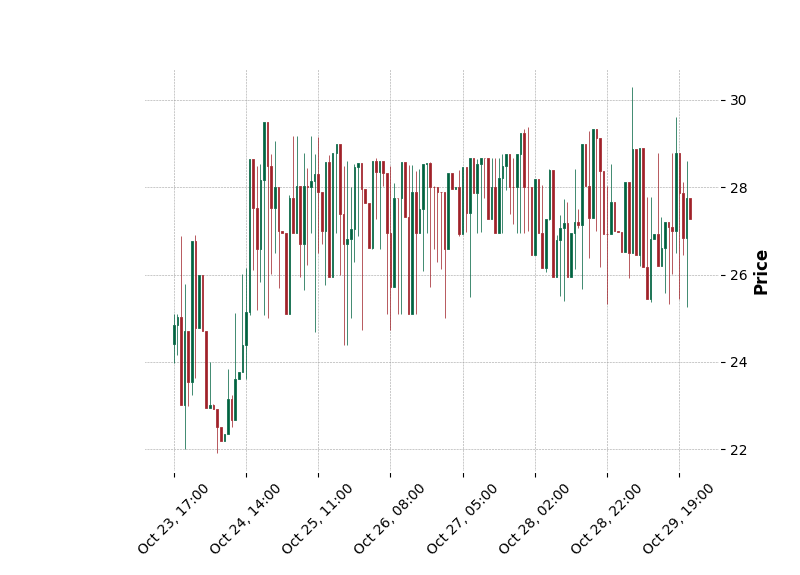 30
28
26
24
22
Price
Oct 23, 17:00
Oct 24, 14:00
Oct 25, 11:00
Oct 26, 08:00
Oct 27, 05:00
Oct 28, 02:00
Oct 28, 22:00
Oct 29, 19:00